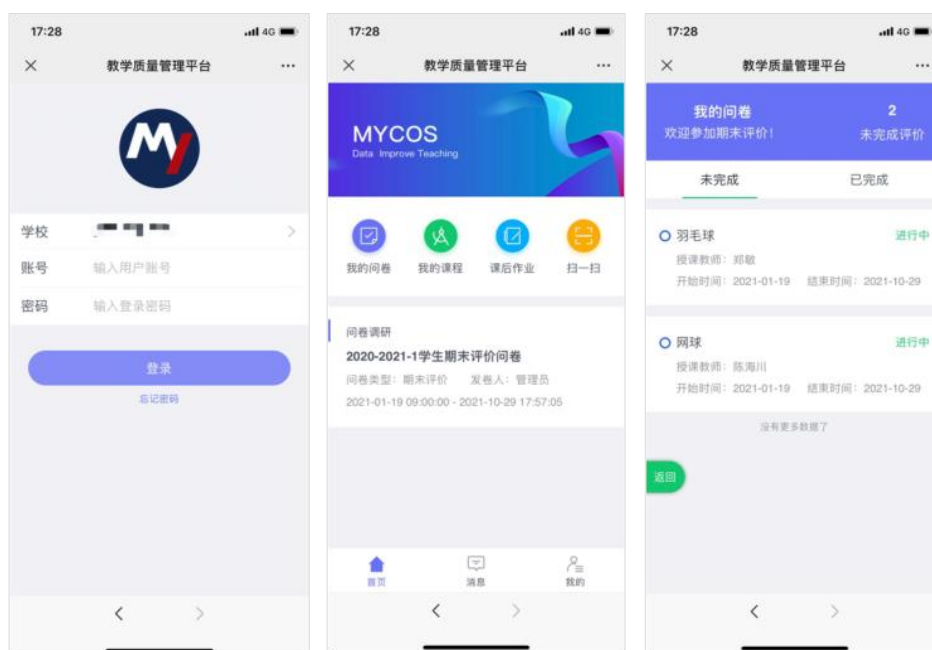 17:28
4G
教学质量管理平台
My
学校
账号 输入用户账号
密码 输入登录密码
登录
忘记密码
17:28
4G
教学质量管理平台
MYCOS
Data Improve Teaching
我的问卷 我的课程 课后作业 扫一扫
问卷调研
2020-2021-1学生期末评价问卷
问卷类型：期末评价 发卷人：管理员
2021-01-19 09:00:00 - 2021-10-29 17:57:05
首页 消息 我的
17:28
4G
教学质量管理平台
我的问卷 2
欢迎参加期末评价！ 未完成评价
未完成 已完成
羽毛球 进行中
授课教师：郑敏
开始时间：2021-01-19 结束时间：2021-10-29
网球 进行中
授课教师：陈海川
开始时间：2021-01-19 结束时间：2021-10-29
没有更多数据了
返回